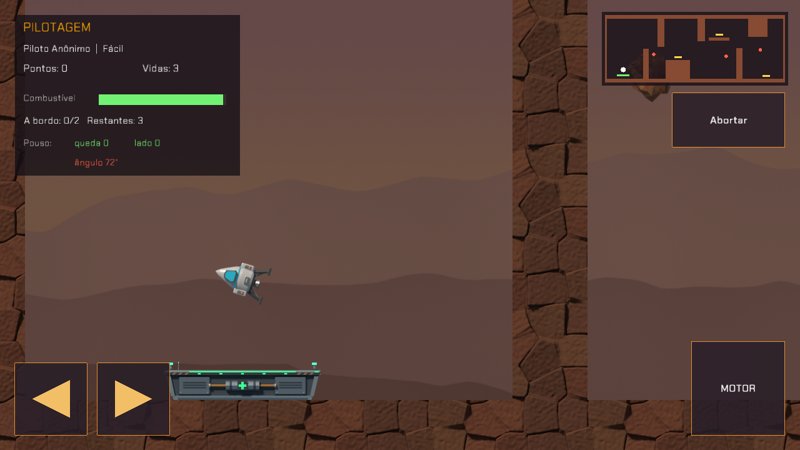 PILOTAGEM
Piloto Anônimo | Fácil
Pontos: 0 Vidas: 3
Combustível
A bordo: 0/2 Restantes: 3
Pouso: queda 0 lado 0
ângulo 72°
Abortar
MOTOR